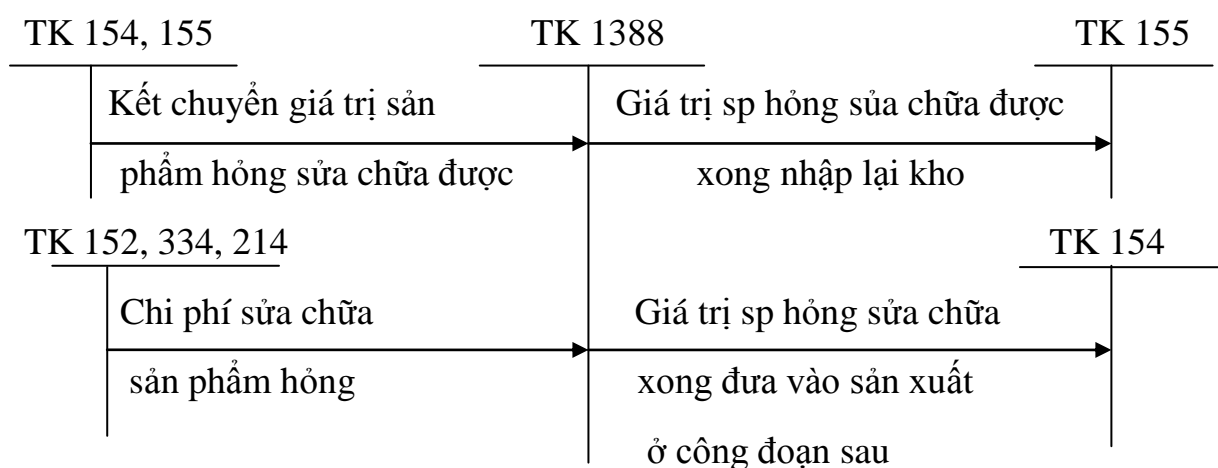 TK 154, 155 TK 1388 TK 155
Kết chuyển giá trị sản Giá trị sp hỏng sủa chữa được
phẩm hỏng sửa chữa được xong nhập lại kho
TK 152, 334, 214 TK 154
Chi phí sửa chữa Giá trị sp hỏng sửa chữa
sản phẩm hỏng xong đưa vào sản xuất
ở công đoạn sau